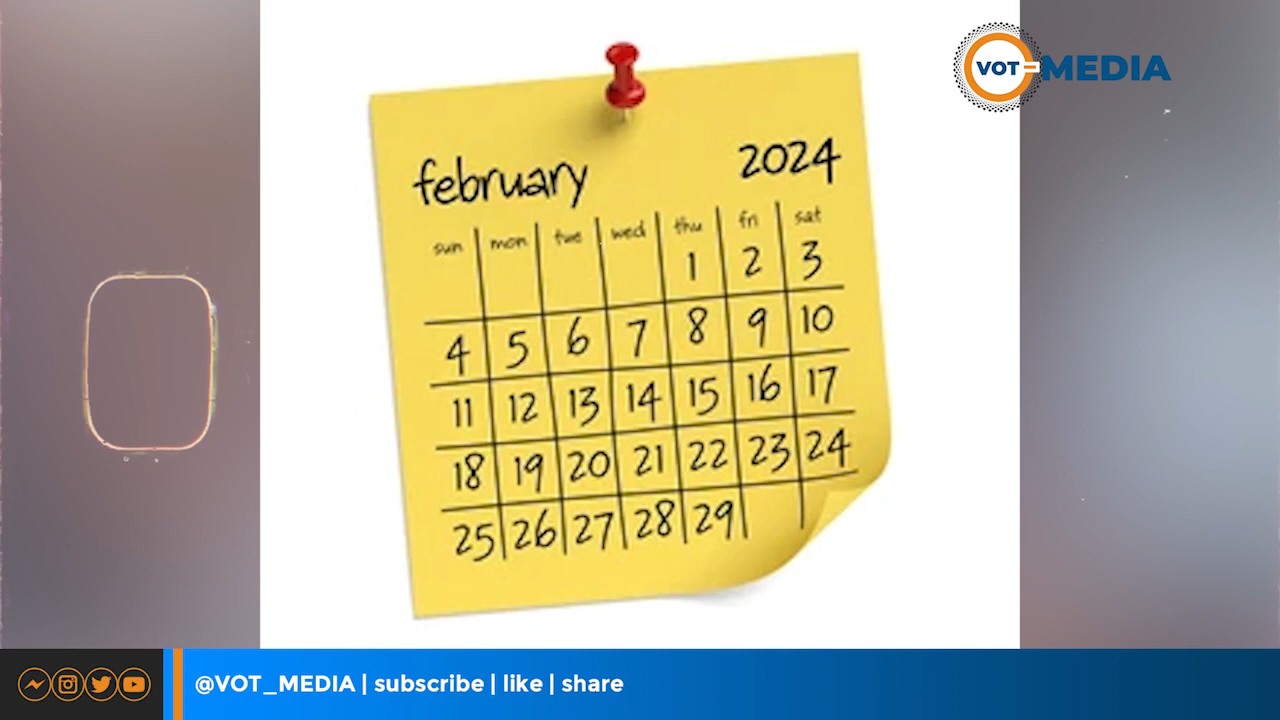 VOT-MEDIA
february 2024
sun mon tue wed thu fri sat
1 2 3
4 5 6 7 8 9 10
11 12 13 14 15 16 17
18 19 20 21 22 23 24
25 26 27 28 29
@VOT_MEDIA | subscribe | like | share